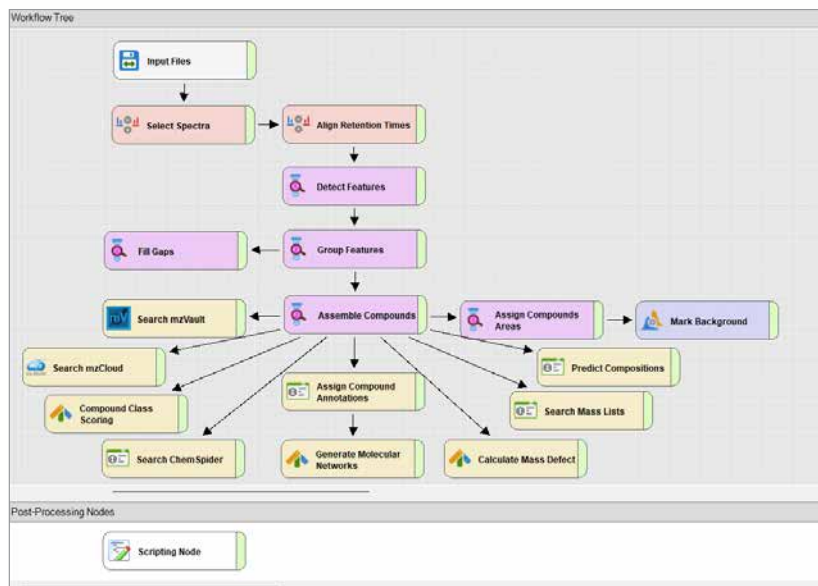 Workflow Tree
Input Files
Select Spectra
Align Retention Times
Detect Features
Fill Gaps
Group Features
Search mzVault
Assemble Compounds
Assign Compounds
Areas
Mark Background
Search mzCloud
Assign Compound
Annotations
Predict Compositions
Compound Class
Scoring
Search Mass Lists
Search ChemSpider
Generate Molecular
Networks
Calculate Mass Defect
Post-Processing Nodes
Scripting Node